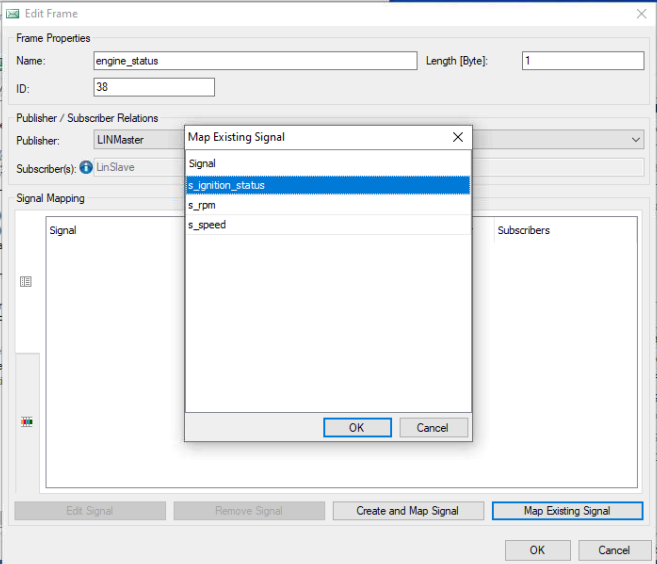 Edit Frame
Frame Properties
Name: engine_status Length [Byte]: 1
ID: 38
Publisher / Subscriber Relations
Publisher: LINMaster
Subscriber(s): LinSlave
Signal Mapping
Signal Subscribers
Map Existing Signal
Signal
s_ignition_status
s_rpm
s_speed
OK Cancel
Edit Signal Remove Signal Create and Map Signal Map Existing Signal
OK Cancel